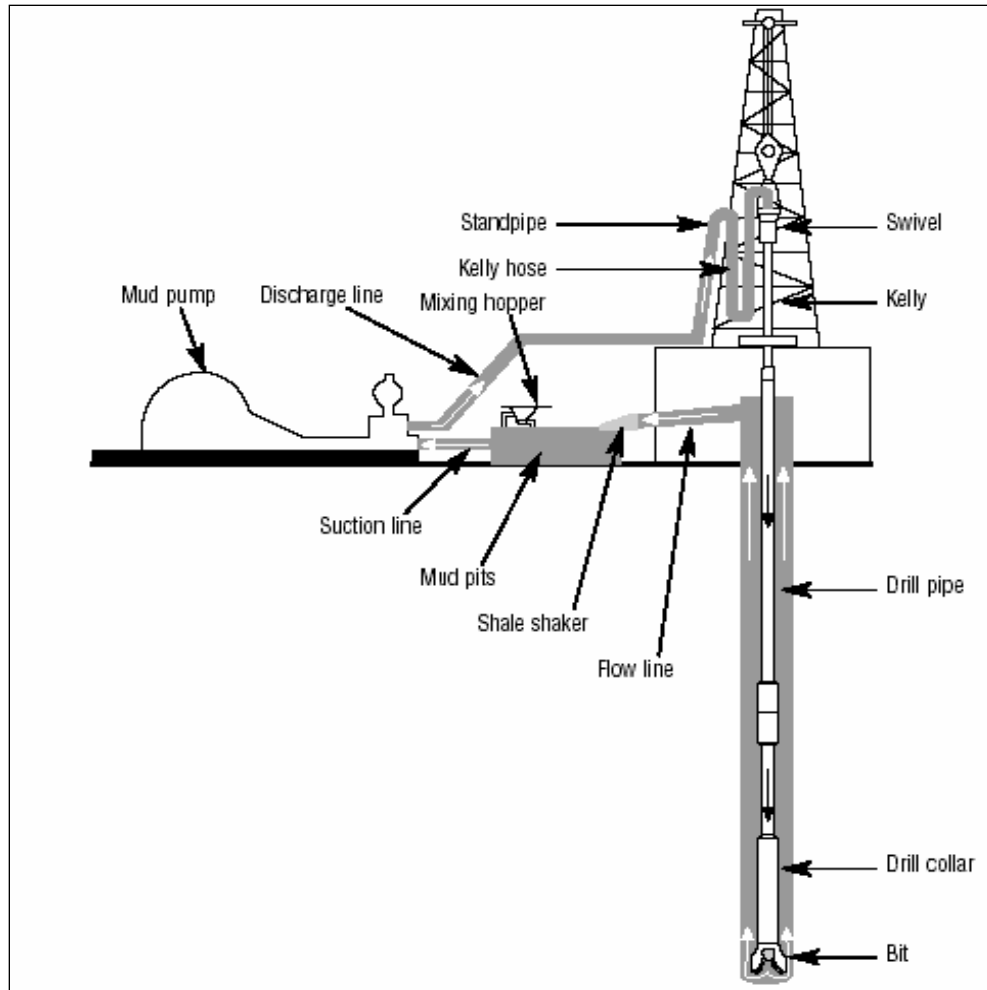 Standpipe
Swivel
Kelly hose
Mud pump
Discharge line
Mixing hopper
Kelly
Suction line
Mud pits
Shale shaker
Flow line
Drill pipe
Drill collar
Bit